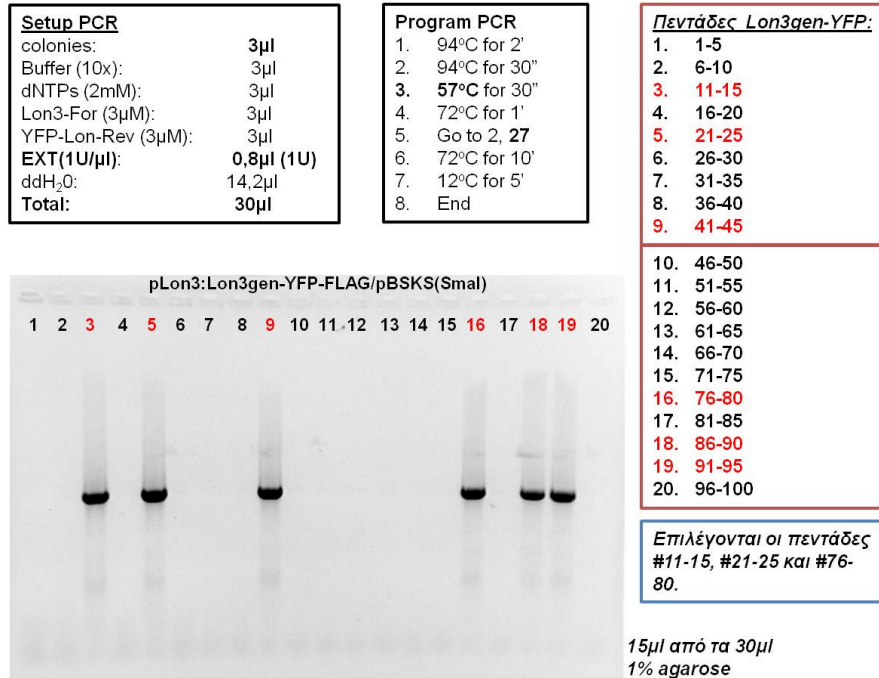 Setup PCR
colonies: 3μl
Buffer (10x): 3μl
dNTPs (2mM): 3μl
Lon3-For (3μM): 3μl
YFP-Lon-Rev (3μM): 3μl
EXT(1U/μl): 0,8μl (1U)
ddH₂0: 14,2μl
Total: 30μl
Program PCR
1. 94°C for 2'
2. 94°C for 30"
3. 57°C for 30"
4. 72°C for 1'
5. Go to 2, 27
6. 72°C for 10'
7. 12°C for 5'
8. End
Πεντάδες Lon3gen-YFP:
1. 1-5
2. 6-10
3. 11-15
4. 16-20
5. 21-25
6. 26-30
7. 31-35
8. 36-40
9. 41-45
10. 46-50
11. 51-55
12. 56-60
13. 61-65
14. 66-70
15. 71-75
16. 76-80
17. 81-85
18. 86-90
19. 91-95
20. 96-100
pLon3:Lon3gen-YFP-FLAG/pBSKS(SmaI)
1 2 3 4 5 6 7 8 9 10 11 12 13 14 15 16 17 18 19 20
Επιλέγονται οι πεντάδες
#11-15, #21-25 και #76-
80.
15μl από τα 30μl
1% agarose